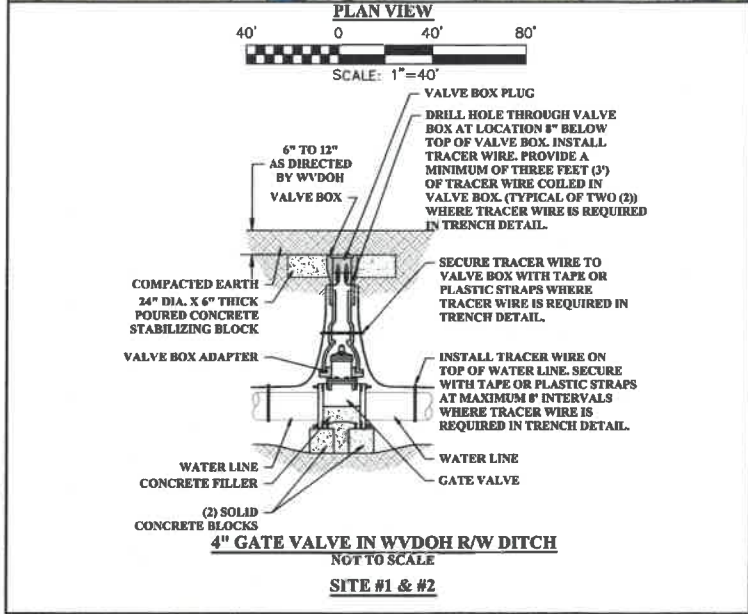 PLAN VIEW
40' 0 40' 80'
SCALE: 1"=40'
VALVE BOX PLUG
DRILL HOLE THROUGH VALVE
BOX AT LOCATION 8" BELOW
TOP OF VALVE BOX. INSTALL
TRACER WIRE. PROVIDE A
MINIMUM OF THREE FEET (3')
OF TRACER WIRE COILED IN
VALVE BOX. (TYPICAL OF TWO (2))
WHERE TRACER WIRE IS REQUIRED
IN TRENCH DETAIL.
6" TO 12"
AS DIRECTED
BY WVDOH
VALVE BOX
COMPACTED EARTH
24" DIA. X 6" THICK
POURED CONCRETE
STABILIZING BLOCK
SECURE TRACER WIRE TO
VALVE BOX WITH TAPE OR
PLASTIC STRAPS WHERE
TRACER WIRE IS REQUIRED IN
TRENCH DETAIL.
VALVE BOX ADAPTER
INSTALL TRACER WIRE ON
TOP OF WATER LINE. SECURE
WITH TAPE OR PLASTIC STRAPS
AT MAXIMUM 8' INTERVALS
WHERE TRACER WIRE IS
REQUIRED IN TRENCH DETAIL.
WATER LINE
CONCRETE FILLER
(2) SOLID
CONCRETE BLOCKS
WATER LINE
GATE VALVE
4" GATE VALVE IN WVDOH R/W DITCH
NOT TO SCALE
SITE #1 & #2